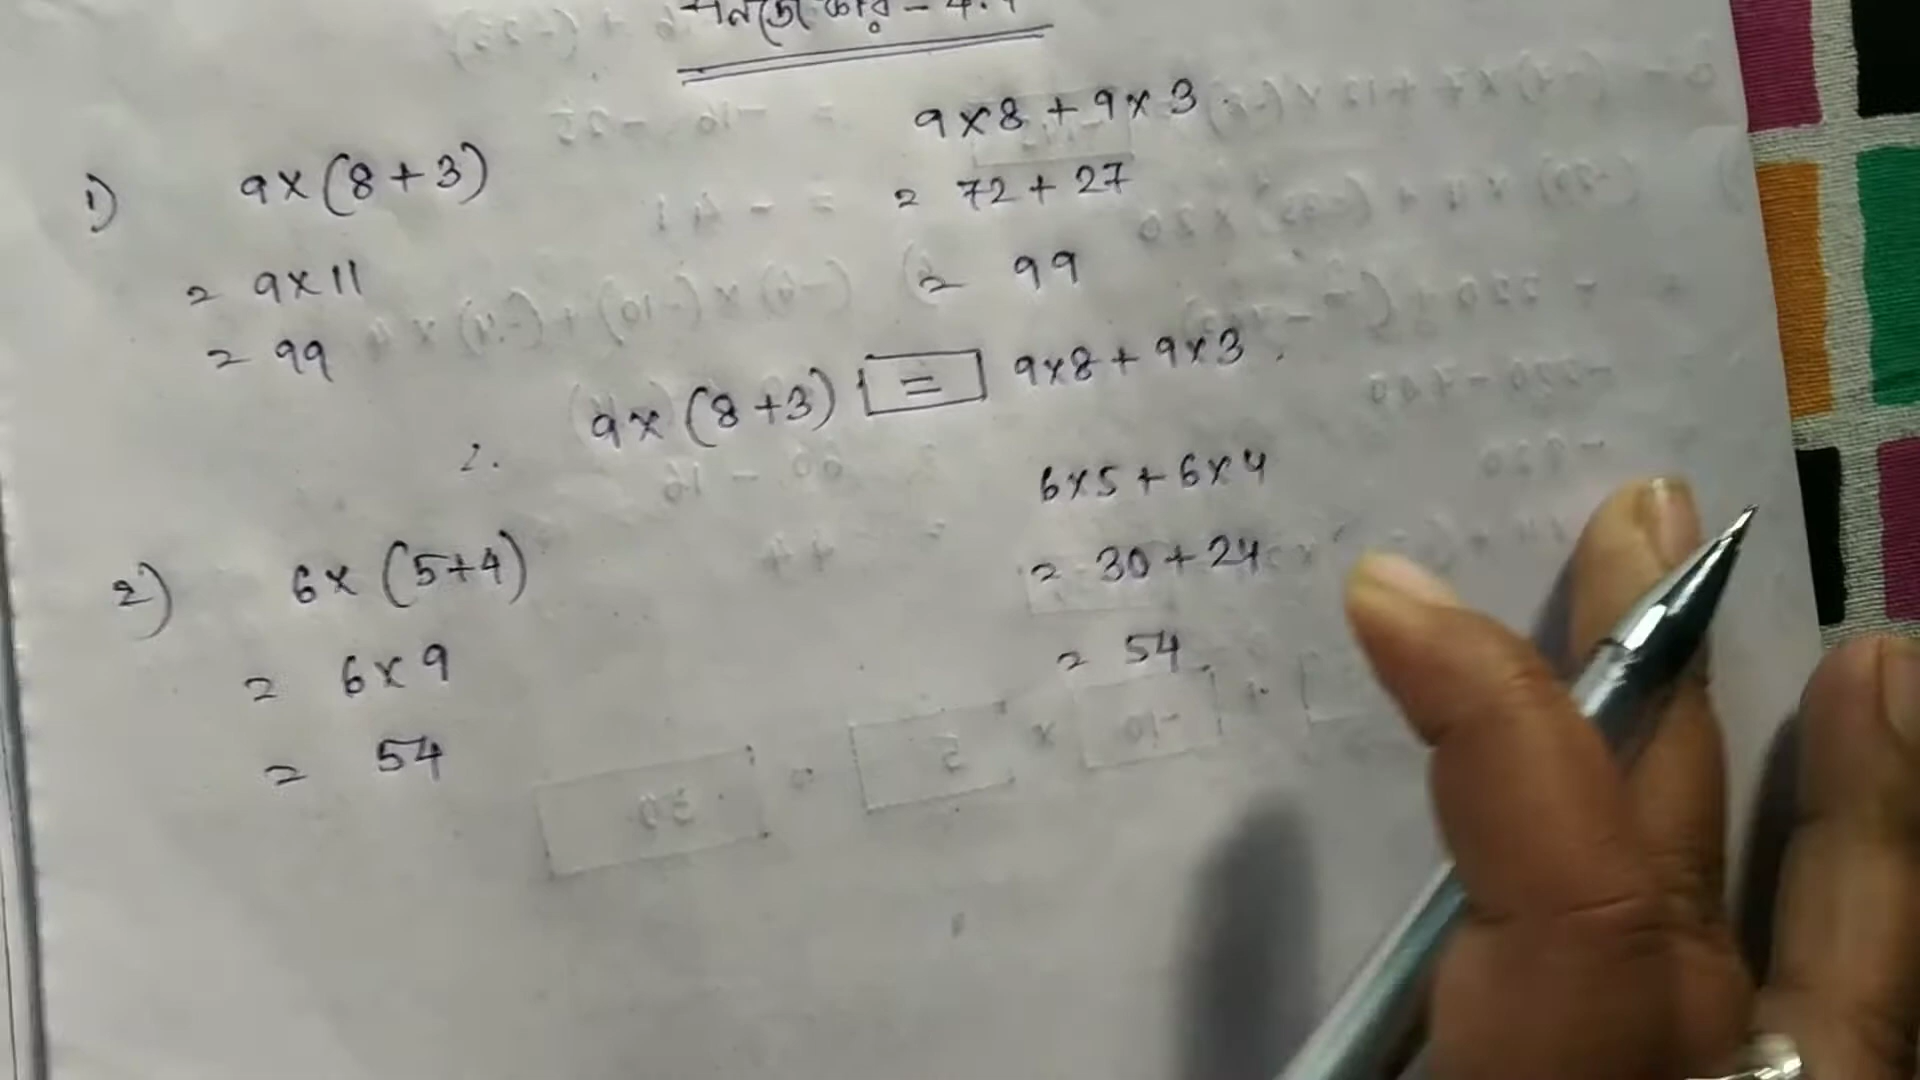 1) 9×(8+3)
= 9×11
= 99
9×8 + 9×3
= 72 + 27
= 99
∴ 9×(8+3) = 9×8 + 9×3.
2) 6×(5+4)
= 6×9
= 54
6×5 + 6×4
= 30 + 24
= 54